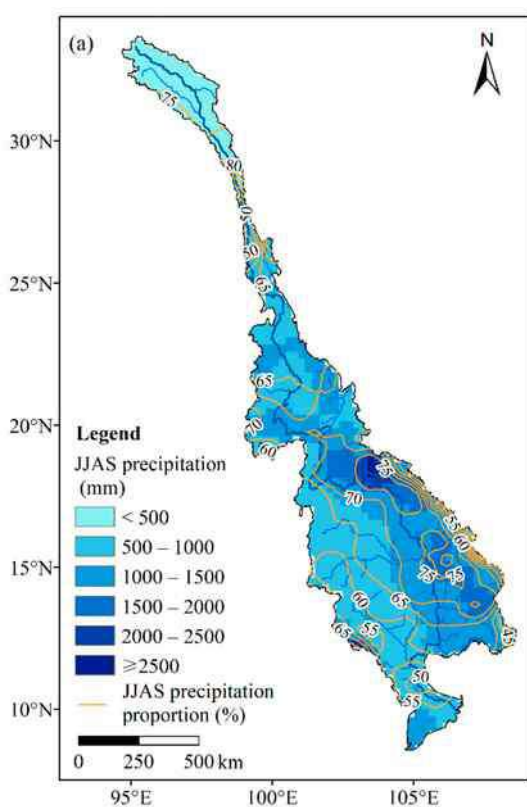 (a)
N
75
80
50
65
30°N
25°N
20°N
15°N
10°N
65
70
60
75
70
55
60
75
75
65
60
55
65
45
50
55
Legend
JJAS precipitation
(mm)
< 500
500 – 1000
1000 – 1500
1500 – 2000
2000 – 2500
≥2500
JJAS precipitation
proportion (%)
0 250 500 km
95°E 100°E 105°E